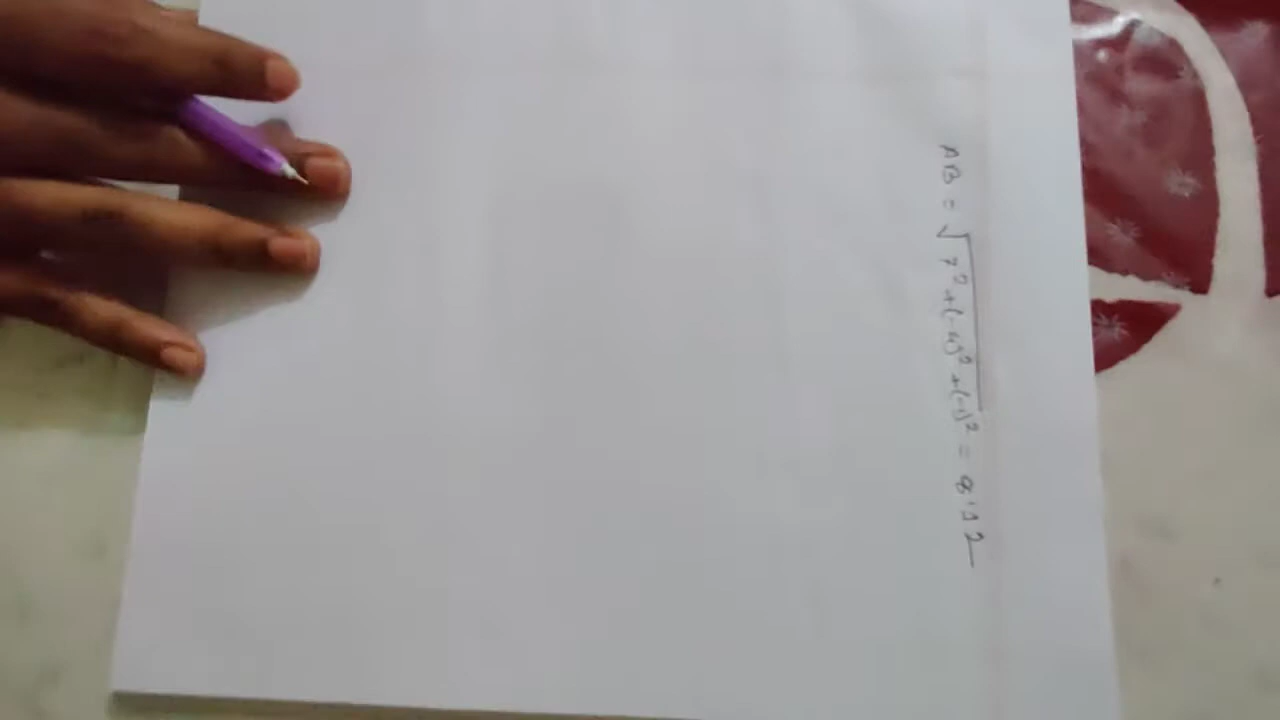 AB = √7² + (-4)² + (-1)² = 8.12